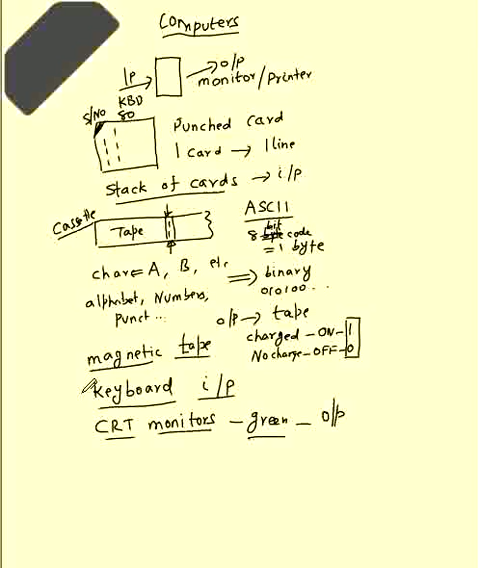 Computers
I/p → o/p
KBD monitor/Printer
S/No 80
Punched card
1 card → 1 line
Stack of cards → i/p
Cassette
Tape
ASCII
8 bit code
= 1 byte
char = A, B, etc ⇒ binary
alphabet, Numbers, 010100...
Punct...
o/p → tape
magnetic tape charged - ON - 1
No charge - OFF - 0
Keyboard i/p
CRT monitors - green - o/p